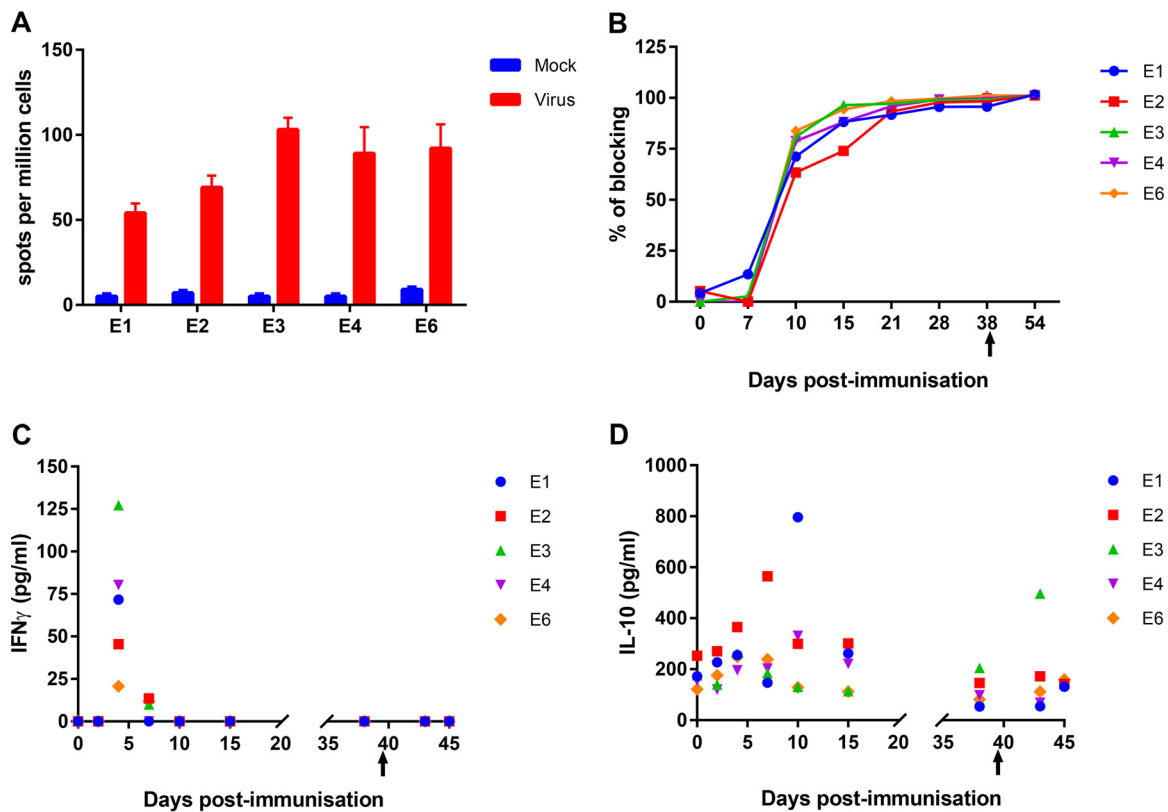 A
150
100
50
0
spots per million cells
E1 E2 E3 E4 E6
Mock
Virus
B
125
100
75
50
25
0
% of blocking
0 7 10 15 21 28 38 54
Days post-immunisation
E1
E2
E3
E4
E6
C
150
125
100
75
50
25
0
IFNγ (pg/ml)
0 5 10 15 20 35 40 45
Days post-immunisation
E1
E2
E3
E4
E6
D
1000
800
600
400
200
0
IL-10 (pg/ml)
0 5 10 15 20 35 40 45
Days post-immunisation
E1
E2
E3
E4
E6